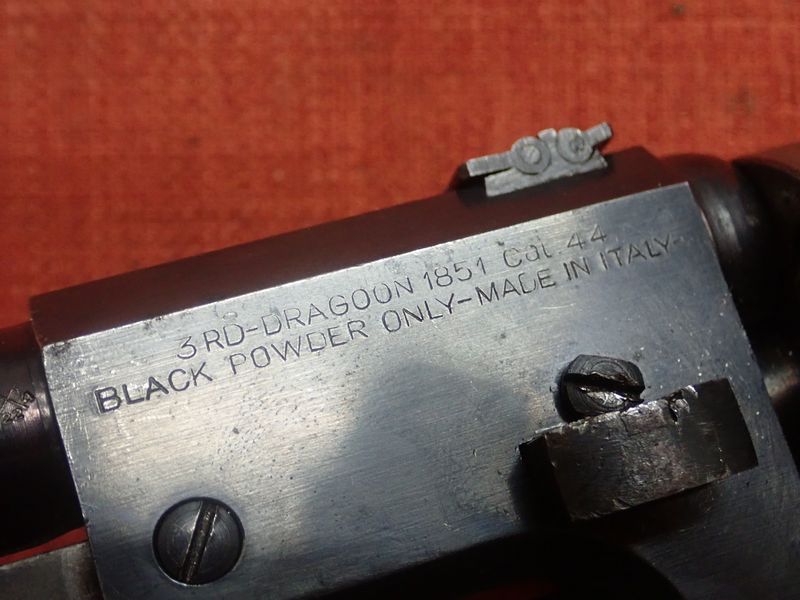 3RD-DRAGOON 1851 Cal 44
BLACK POWDER ONLY-MADE IN ITALY-